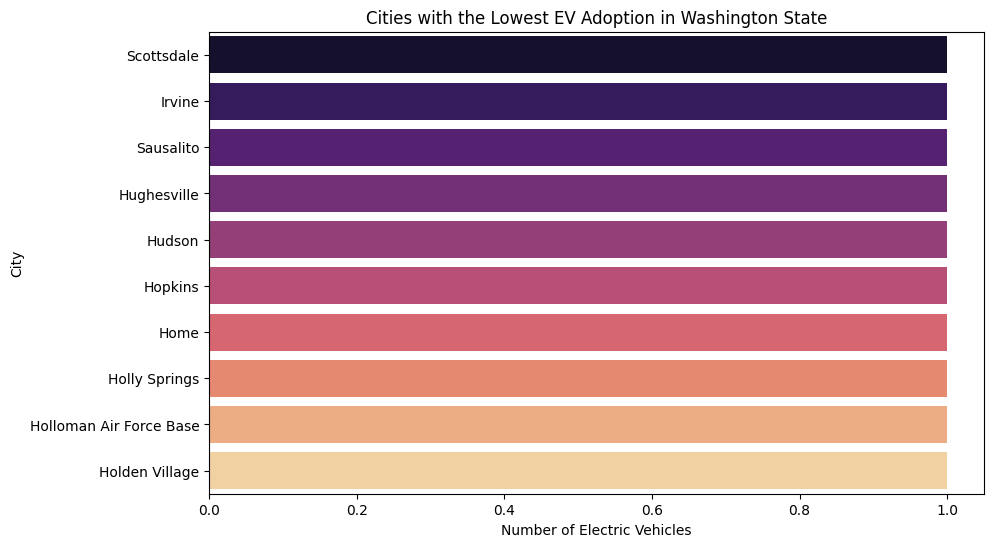 Cities with the Lowest EV Adoption in Washington State
Scottsdale
Irvine
Sausalito
Hughesville
Hudson
Hopkins
Home
Holly Springs
Holloman Air Force Base
Holden Village
City
0.0 0.2 0.4 0.6 0.8 1.0
Number of Electric Vehicles